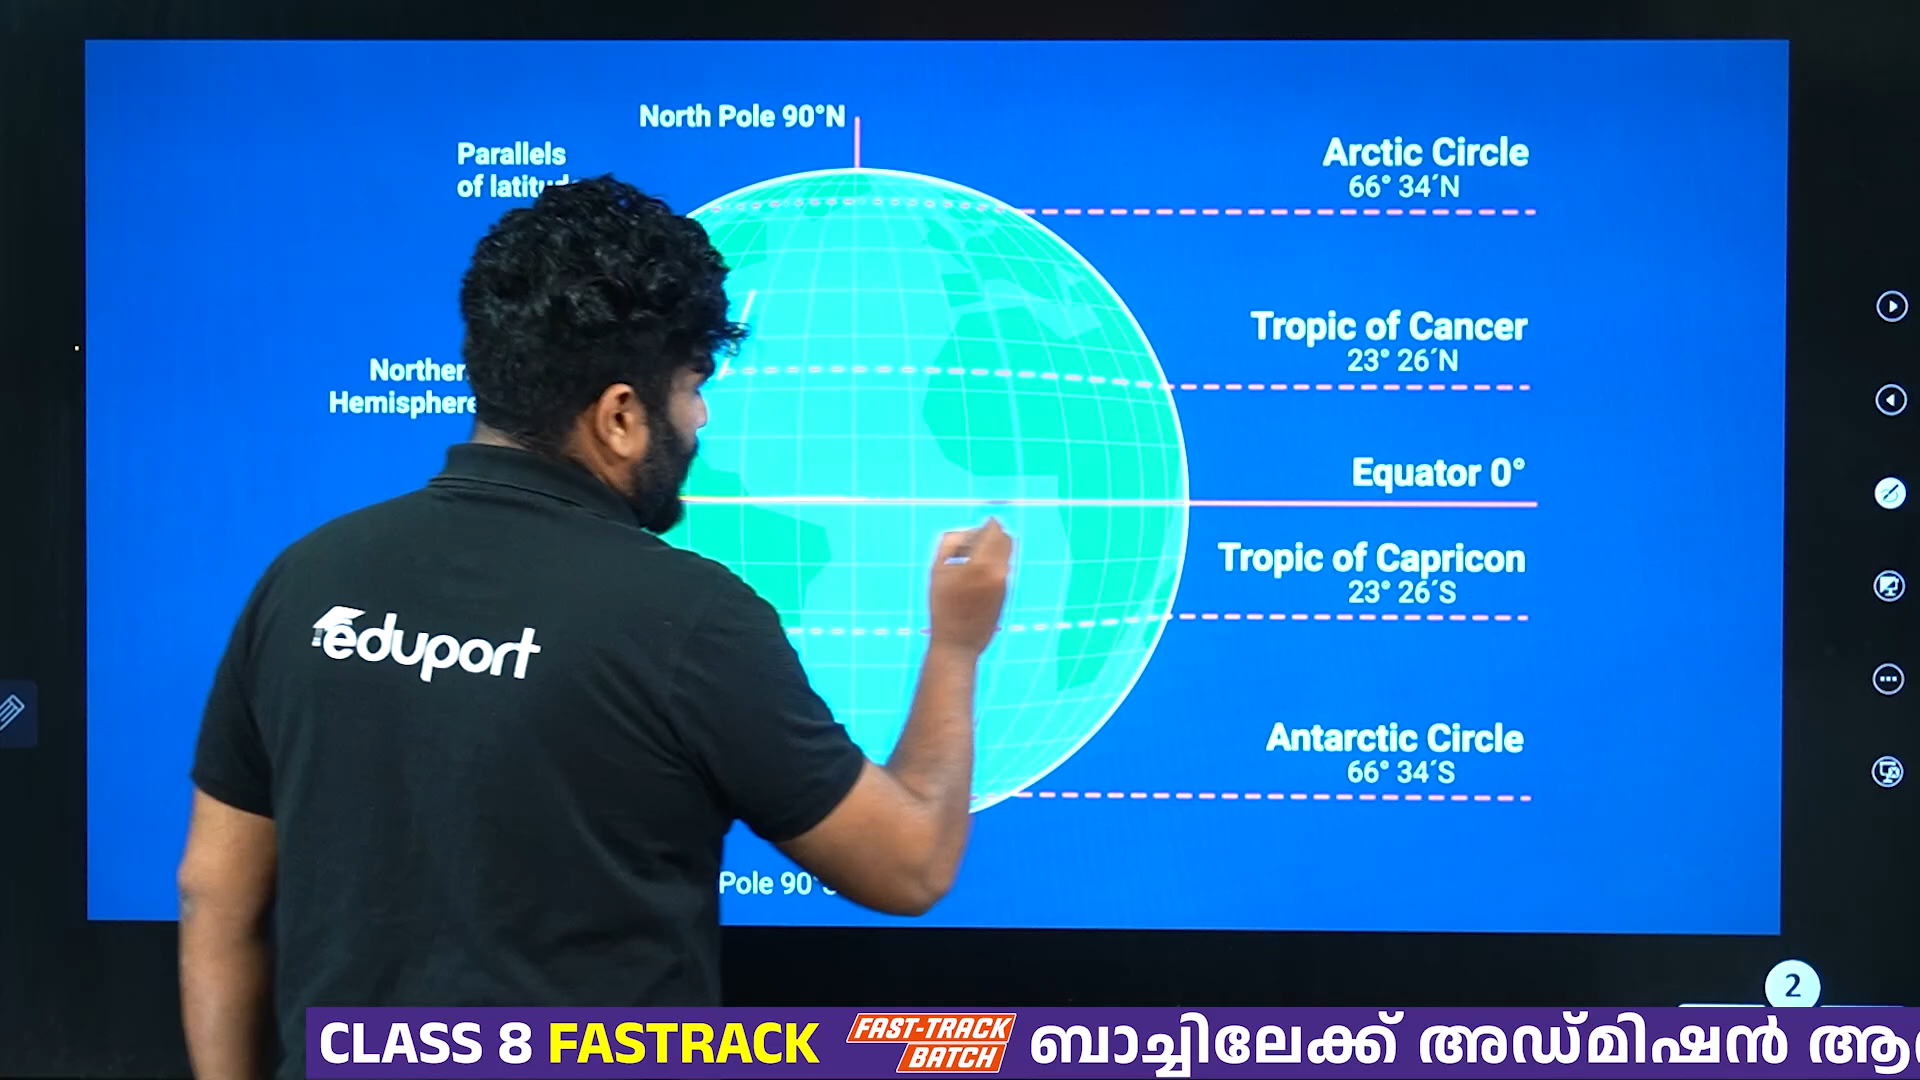 North Pole 90°N
Parallels
of
Arctic Circle
66° 34´N
Tropic of Cancer
23° 26´N
Hemisphere
Equator 0°
Tropic of Capricon
23° 26´S
eduport
Antarctic Circle
66° 34´S
Pole 90°
2
CLASS 8 FASTRACK FAST-TRACK BATCH ബാച്ചിലേക്ക് അഡ്മിഷൻ